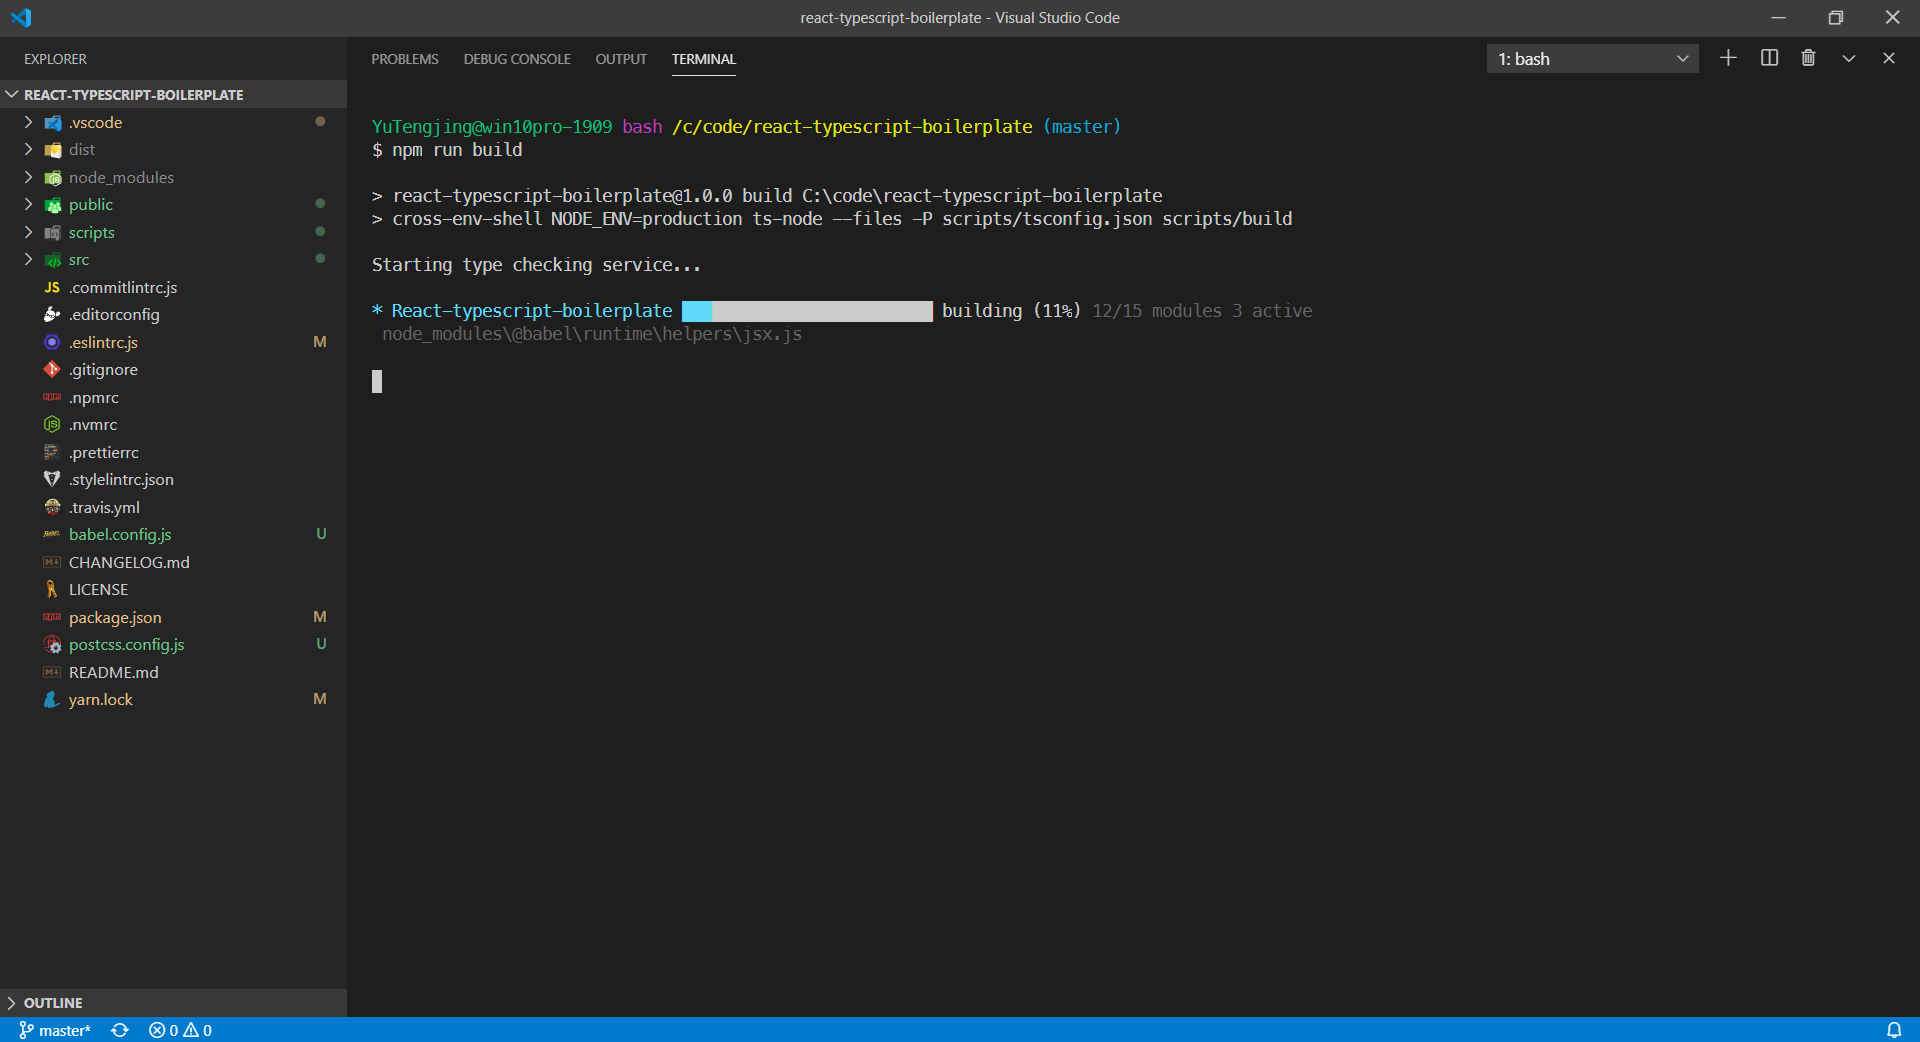 react-typescript-boilerplate - Visual Studio Code
EXPLORER
REACT-TYPESCRIPT-BOILERPLATE
.vscode
dist
node_modules
public
scripts
src
JS .commitlintrc.js
.editorconfig
.eslintrc.js M
.gitignore
.npmrc
.nvmrc
.prettierrc
.stylelintrc.json
.travis.yml
babel.config.js U
CHANGELOG.md
LICENSE
package.json M
postcss.config.js U
README.md
yarn.lock M
OUTLINE
PROBLEMS DEBUG CONSOLE OUTPUT TERMINAL
1: bash
YuTengjing@win10pro-1909 bash /c/code/react-typescript-boilerplate (master)
$ npm run build
> react-typescript-boilerplate@1.0.0 build C:\code\react-typescript-boilerplate
> cross-env-shell NODE_ENV=production ts-node --files -P scripts/tsconfig.json scripts/build
Starting type checking service...
* React-typescript-boilerplate building (11%) 12/15 modules 3 active
node_modules\@babel\runtime\helpers\jsx.js
master* 0 0